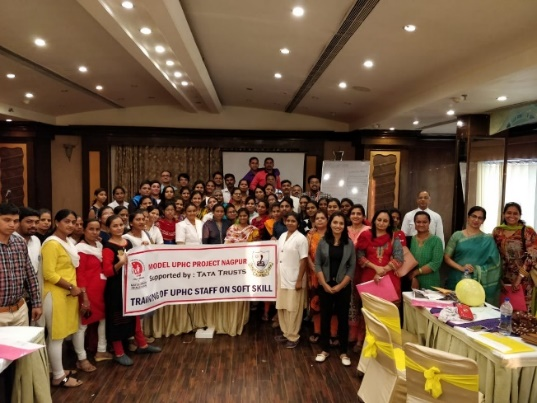 MODEL UPHC PROJECT NAGPUR
Supported by : TATA TRUSTS
TRAINING OF UPHC STAFF ON SOFT SKILL